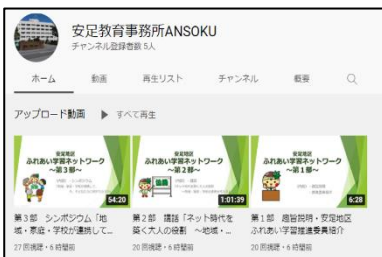 安足教育事務所ANSOKU
チャンネル登録者数 5人
ホーム 動画 再生リスト チャンネル 概要
アップロード動画 ▶ すべて再生
安足地区
ふれあい学習ネットワーク
～第3部～
54:20
安足地区
ふれあい学習ネットワーク
～第2部～
1:01:39
安足地区
ふれあい学習ネットワーク
～第1部～
6:28
第3部 シンポジウム「地
域・家庭・学校が連携して...
27 回視聴・6 時間前
第2部 講話「ネット時代を
築く大人の役割 ～地域・...
20 回視聴・6 時間前
第1部 趣旨説明・安足地区
ふれあい学習推進委員紹介
20 回視聴・6 時間前